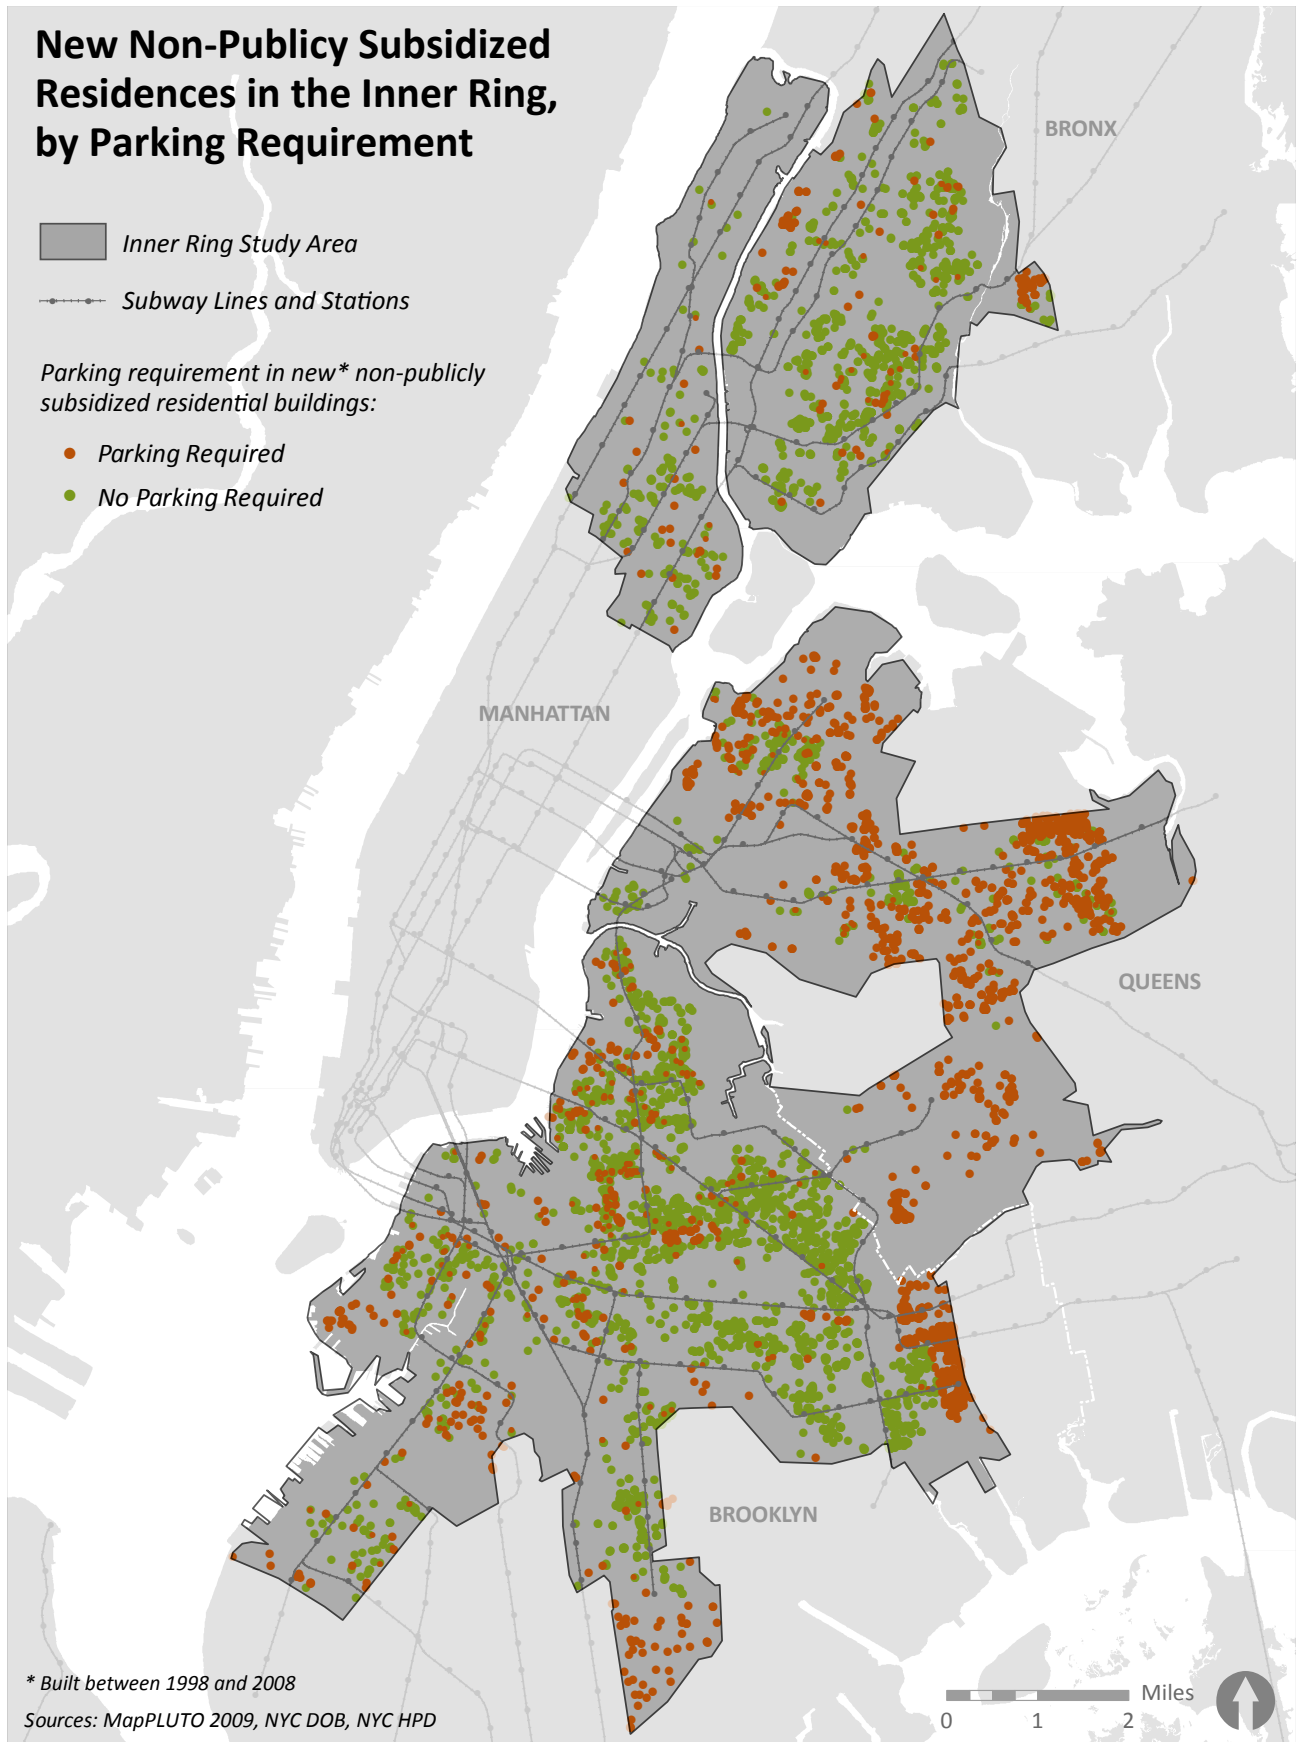 New Non-Publicy Subsidized
Residences in the Inner Ring,
by Parking Requirement
Inner Ring Study Area
Subway Lines and Stations
Parking requirement in new* non-publicly
subsidized residential buildings:
Parking Required
No Parking Required
BRONX
MANHATTAN
QUEENS
BROOKLYN
* Built between 1998 and 2008
Sources: MapPLUTO 2009, NYC DOB, NYC HPD
Miles
0 1 2